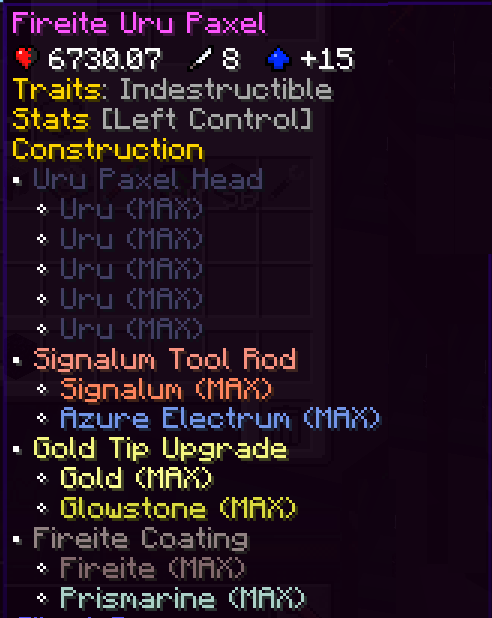 Fireite Uru Paxel
6730.07 8 +15
Traits: Indestructible
Stats [Left Control]
Construction
• Uru Paxel Head
Uru (MAX)
Uru (MAX)
Uru (MAX)
Uru (MAX)
Uru (MAX)
• Signalum Tool Rod
Signalum (MAX)
Azure Electrum (MAX)
• Gold Tip Upgrade
Gold (MAX)
Glowstone (MAX)
• Fireite Coating
Fireite (MAX)
Prismarine (MAX)